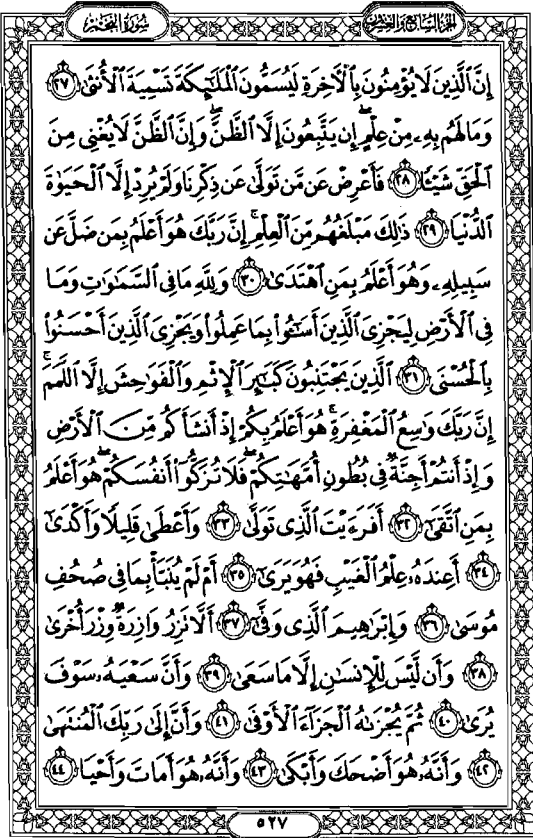 الجزء السابع والعشرون
سورة النجم
إِنَّ ٱلَّذِينَ لَا يُؤْمِنُونَ بِٱلْأَخِرَةِ لَيُسَمُّونَ ٱلْمَلَٰٓئِكَةَ تَسْمِيَةَ ٱلْأُنثَىٰ ٢٧
وَمَا لَهُم بِهِۦ مِنْ عِلْمٍ إِن يَتَّبِعُونَ إِلَّا ٱلظَّنَّ وَإِنَّ ٱلظَّنَّ لَا يُغْنِى مِنَ
ٱلْحَقِّ شَيْـًٔا ٢٨ فَأَعْرِضْ عَن مَّن تَوَلَّىٰ عَن ذِكْرِنَا وَلَمْ يُرِدْ إِلَّا ٱلْحَيَوٰةَ
ٱلدُّنْيَا ٢٩ ذَٰلِكَ مَبْلَغُهُم مِّنَ ٱلْعِلْمِ ۚ إِنَّ رَبَّكَ هُوَ أَعْلَمُ بِمَن ضَلَّ عَن
سَبِيلِهِۦ وَهُوَ أَعْلَمُ بِمَنِ ٱهْتَدَىٰ ٣٠ وَلِلَّهِ مَا فِى ٱلسَّمَٰوَٰتِ وَمَا
فِى ٱلْأَرْضِ لِيَجْزِىَ ٱلَّذِينَ أَسَٰٓـُٔوا۟ بِمَا عَمِلُوا۟ وَيَجْزِىَ ٱلَّذِينَ أَحْسَنُوا۟
بِٱلْحُسْنَى ٣١ ٱلَّذِينَ يَجْتَنِبُونَ كَبَٰٓئِرَ ٱلْإِثْمِ وَٱلْفَوَٰحِشَ إِلَّا ٱللَّمَمَ ۚ
إِنَّ رَبَّكَ وَٰسِعُ ٱلْمَغْفِرَةِ ۚ هُوَ أَعْلَمُ بِكُمْ إِذْ أَنشَأَكُم مِّنَ ٱلْأَرْضِ
وَإِذْ أَنتُمْ أَجِنَّةٌ فِى بُطُونِ أُمَّهَٰتِكُمْ ۖ فَلَا تُزَكُّوٓا۟ أَنفُسَكُمْ ۖ هُوَ أَعْلَمُ
بِمَنِ ٱتَّقَىٰٓ ٣٢ أَفَرَءَيْتَ ٱلَّذِى تَوَلَّىٰ ٣٣ وَأَعْطَىٰ قَلِيلًا وَأَكْدَىٰٓ
٣٤ أَعِندَهُۥ عِلْمُ ٱلْغَيْبِ فَهُوَ يَرَىٰٓ ٣٥ أَمْ لَمْ يُنَبَّأْ بِمَا فِى صُحُفِ
مُوسَىٰ ٣٦ وَإِبْرَٰهِيمَ ٱلَّذِى وَفَّىٰٓ ٣٧ أَلَّا تَزِرُ وَازِرَةٌ وِزْرَ أُخْرَىٰ
٣٨ وَأَن لَّيْسَ لِلْإِنسَٰنِ إِلَّا مَا سَعَىٰ ٣٩ وَأَنَّ سَعْيَهُۥ سَوْفَ
يُرَىٰ ٤٠ ثُمَّ يُجْزَىٰهُ ٱلْجَزَآءَ ٱلْأَوْفَىٰ ٤١ وَأَنَّ إِلَىٰ رَبِّكَ ٱلْمُنتَهَىٰ
٤٢ وَأَنَّهُۥ هُوَ أَضْحَكَ وَأَبْكَىٰ ٤٣ وَأَنَّهُۥ هُوَ أَمَاتَ وَأَحْيَا ٤٤
٥٢٧